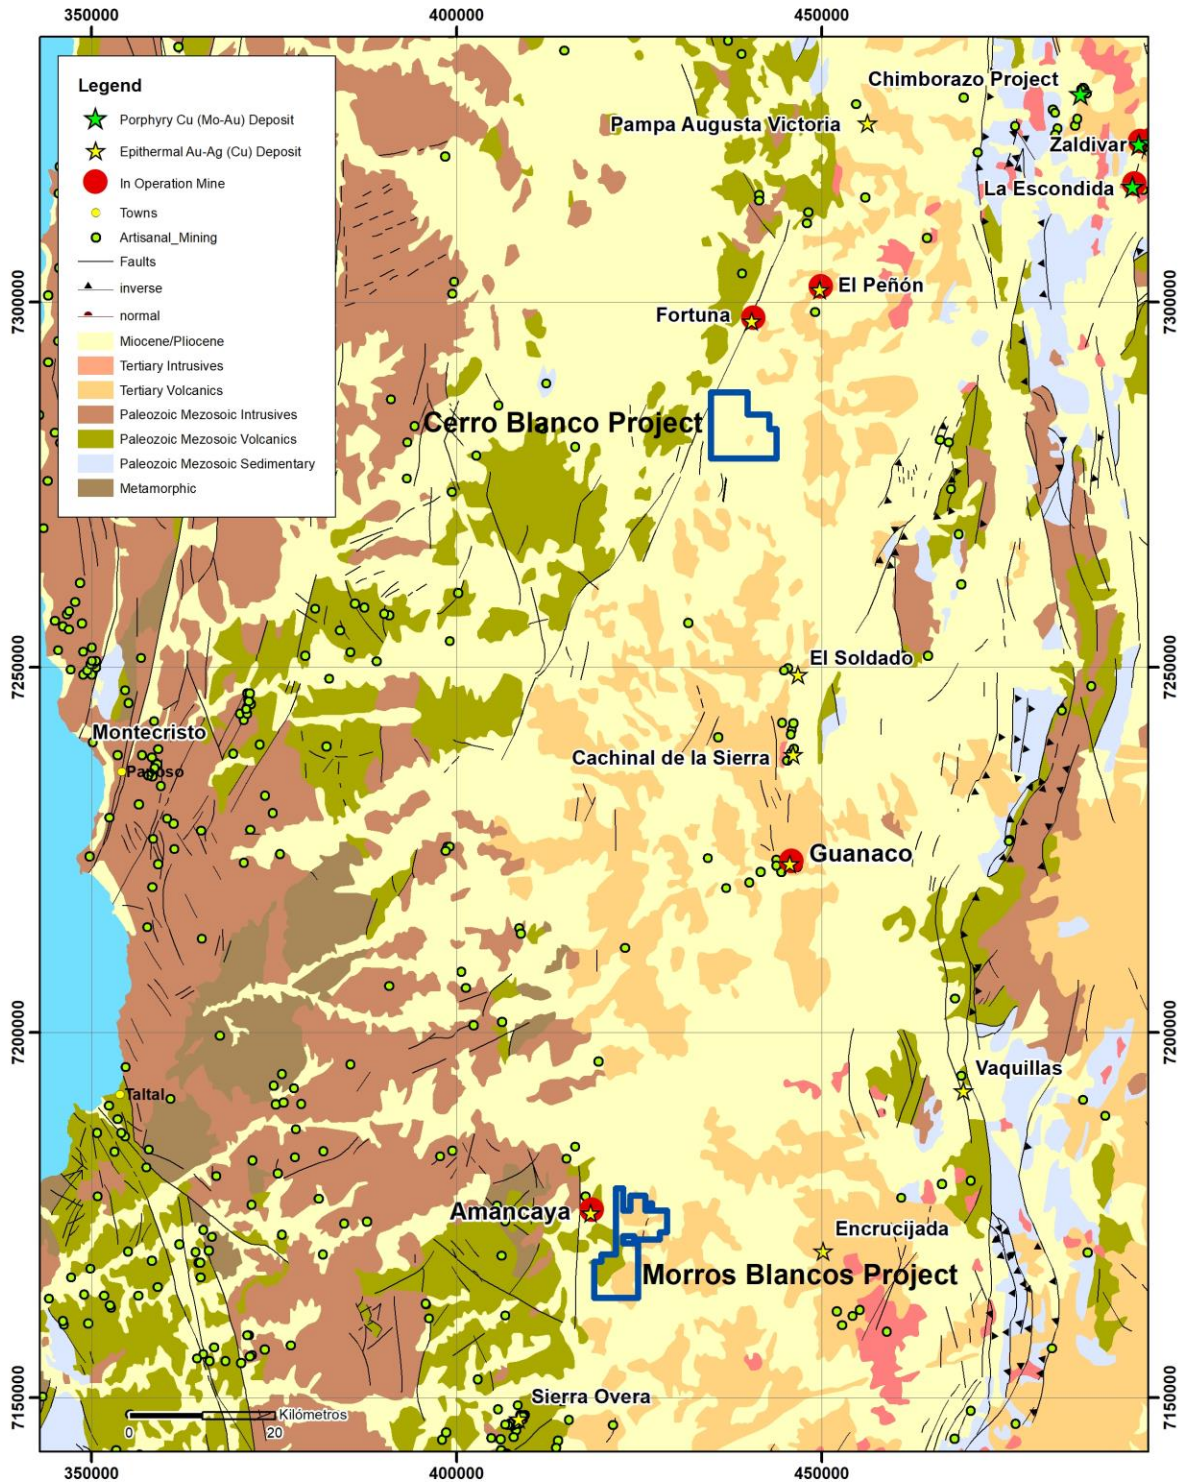 350000
400000
450000
Legend
Porphyry Cu (Mo-Au) Deposit
Epithermal Au-Ag (Cu) Deposit
In Operation Mine
Towns
Artisanal_Mining
Faults
inverse
normal
Miocene/Pliocene
Tertiary Intrusives
Tertiary Volcanics
Paleozoic Mezosoic Intrusives
Paleozoic Mezosoic Volcanics
Paleozoic Mezosoic Sedimentary
Metamorphic
Chimborazo Project
Pampa Augusta Victoria
Zaldivar
La Escondida
El Peñón
7300000
7300000
Fortuna
Cerro Blanco Project
El Soldado
7250000
7250000
Montecristo
Cachinal de la Sierra
Paposo
Guanaco
7200000
7200000
Vaquillas
Taltal
Amancaya
Encrucijada
Morros Blancos Project
Sierra Overa
7150000
7150000
Kilómetros
0
20
350000
400000
450000